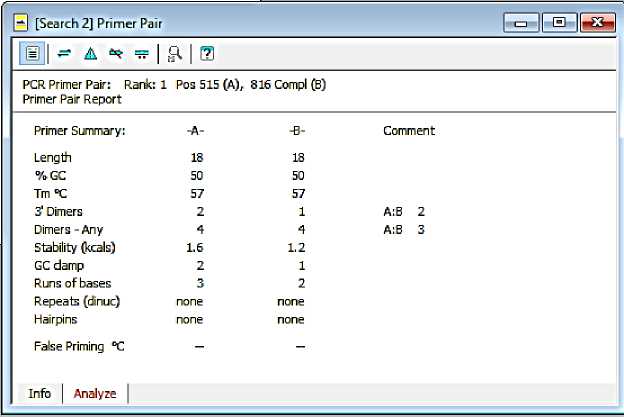 [Search 2] Primer Pair
PCR Primer Pair: Rank: 1 Pos 515 (A), 816 Compl (B)
Primer Pair Report
Primer Summary: -A- -B- Comment
Length 18 18
% GC 50 50
Tm °C 57 57
3' Dimers 2 1 A:B 2
Dimers - Any 4 4 A:B 3
Stability (kcals) 1.6 1.2
GC clamp 2 1
Runs of bases 3 2
Repeats (dinuc) none none
Hairpins none none
False Priming °C — —
Info Analyze